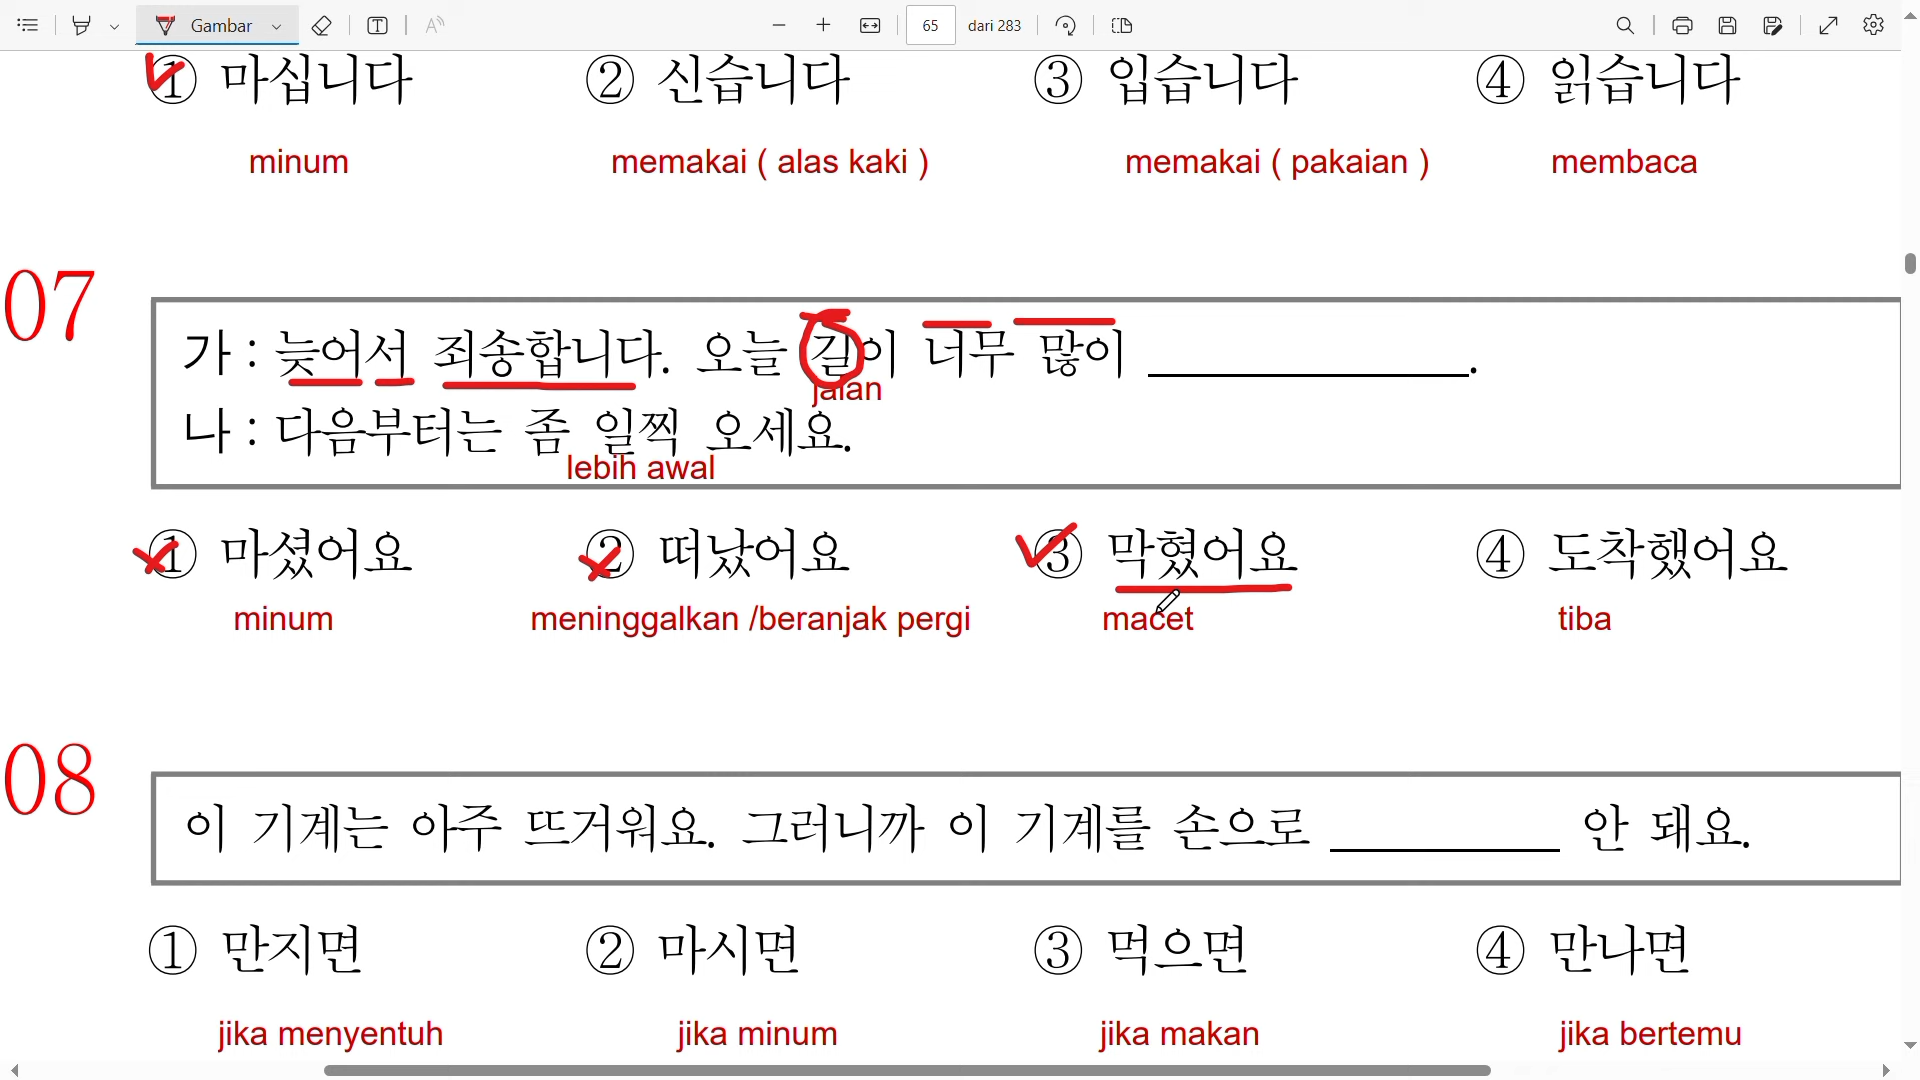 Gambar 65 dari 283
① 마십니다 ② 신습니다 ③ 입습니다 ④ 읽습니다
minum memakai ( alas kaki ) memakai ( pakaian ) membaca
07
가 : 늦어서 죄송합니다. 오늘 길이 너무 많이 ______________.
jalan
나 : 다음부터는 좀 일찍 오세요.
lebih awal
① 마셨어요 ② 떠났어요 ③ 막혔어요 ④ 도착했어요
minum meninggalkan /beranjak pergi macet tiba
08
이 기계는 아주 뜨거워요. 그러니까 이 기계를 손으로 __________ 안 돼요.
① 만지면 ② 마시면 ③ 먹으면 ④ 만나면
jika menyentuh jika minum jika makan jika bertemu